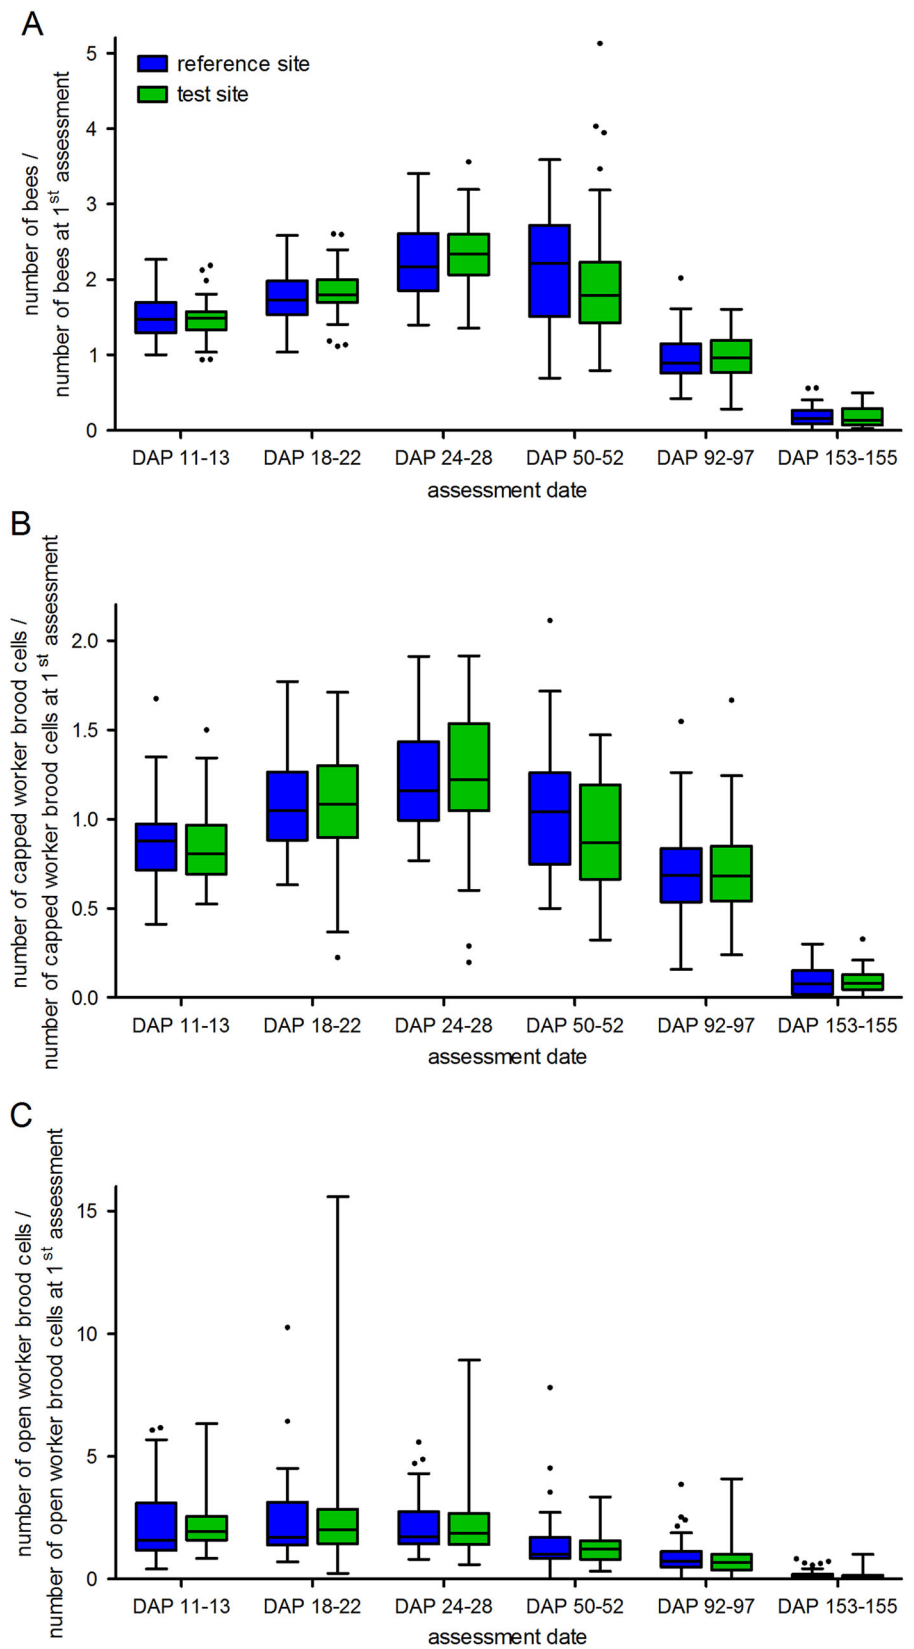 A
number of bees /
number of bees at 1st assessment
reference site
test site
5
4
3
2
1
0
DAP 11-13 DAP 18-22 DAP 24-28 DAP 50-52 DAP 92-97 DAP 153-155
assessment date
B
number of capped worker brood cells /
number of capped worker brood cells at 1st assessment
2.0
1.5
1.0
0.5
0.0
DAP 11-13 DAP 18-22 DAP 24-28 DAP 50-52 DAP 92-97 DAP 153-155
assessment date
C
number of open worker brood cells /
number of open worker brood cells at 1st assessment
15
10
5
0
DAP 11-13 DAP 18-22 DAP 24-28 DAP 50-52 DAP 92-97 DAP 153-155
assessment date